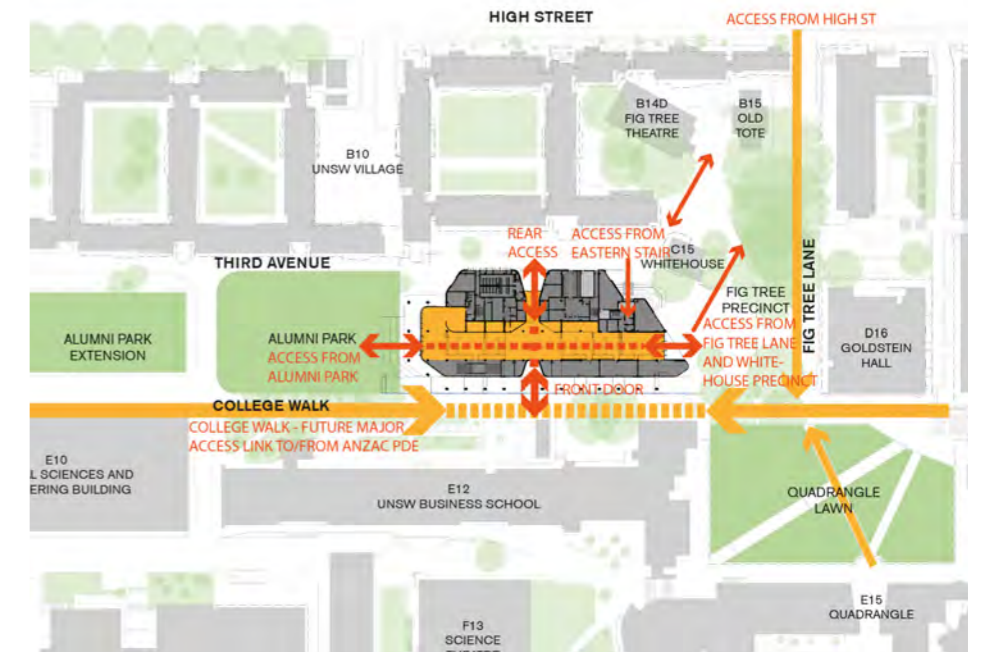 HIGH STREET
ACCESS FROM HIGH ST
B14D
FIG TREE
THEATRE
B15
OLD
TOTE
B10
UNSW VILLAGE
REAR
ACCESS
ACCESS FROM
EASTERN STAIR
C15
WHITEHOUSE
THIRD AVENUE
FIG TREE
PRECINCT
FIG TREE LANE
ALUMNI PARK
EXTENSION
ALUMNI PARK
ACCESS FROM
ALUMNI PARK
ACCESS FROM
FIG TREE LANE
AND WHITE-
HOUSE PRECINCT
D16
GOLDSTEIN
HALL
FRONT DOOR
COLLEGE WALK
COLLEGE WALK - FUTURE MAJOR
ACCESS LINK TO/FROM ANZAC PDE
E10
L SCIENCES AND
ERING BUILDING
E12
UNSW BUSINESS SCHOOL
QUADRANGLE
LAWN
E15
QUADRANGLE
F13
SCIENCE